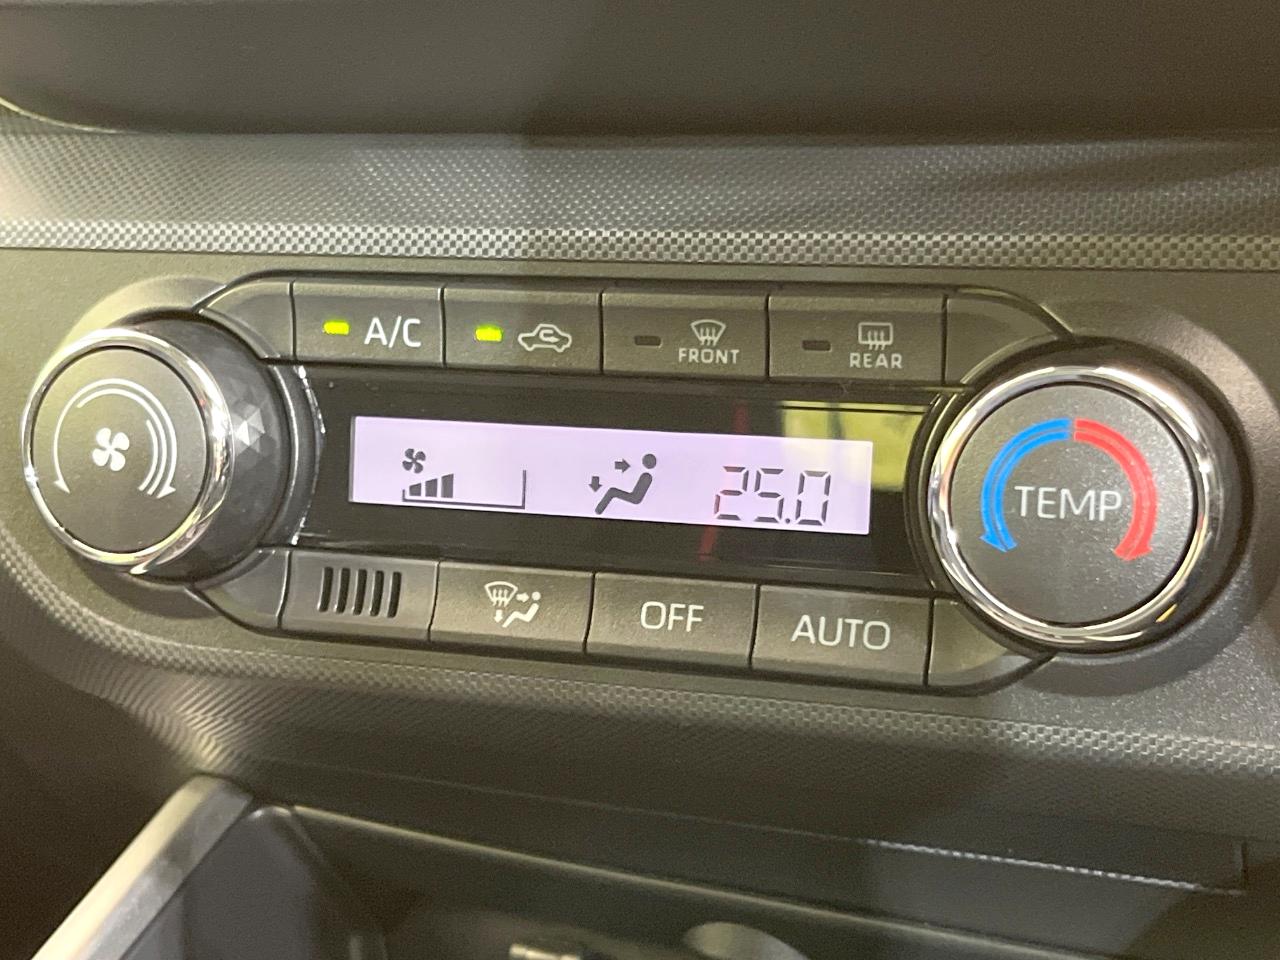 A/C
FRONT
REAR
25.0
TEMP
OFF
AUTO